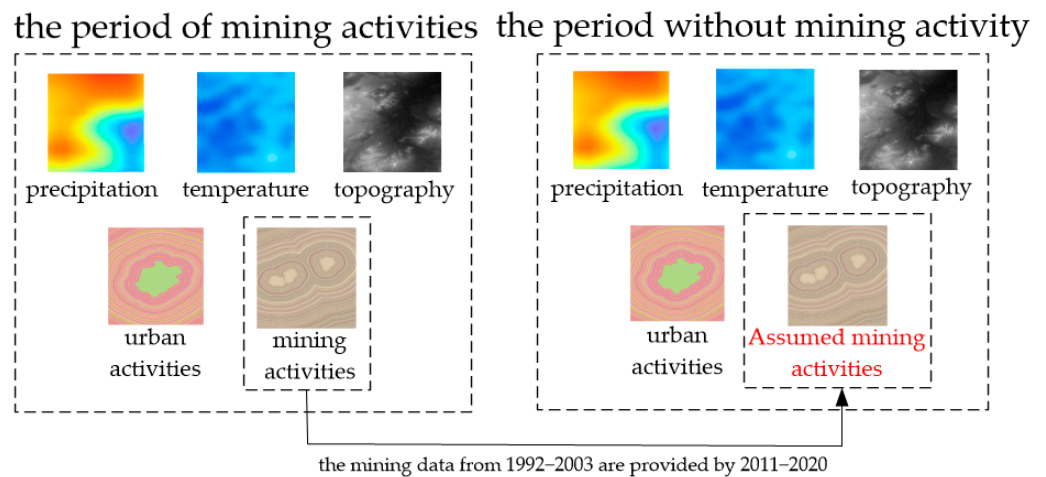 the period of mining activities
the period without mining activity
precipitation
temperature
topography
precipitation
temperature
topography
urban
activities
mining
activities
urban
activities
Assumed mining
activities
the mining data from 1992–2003 are provided by 2011–2020